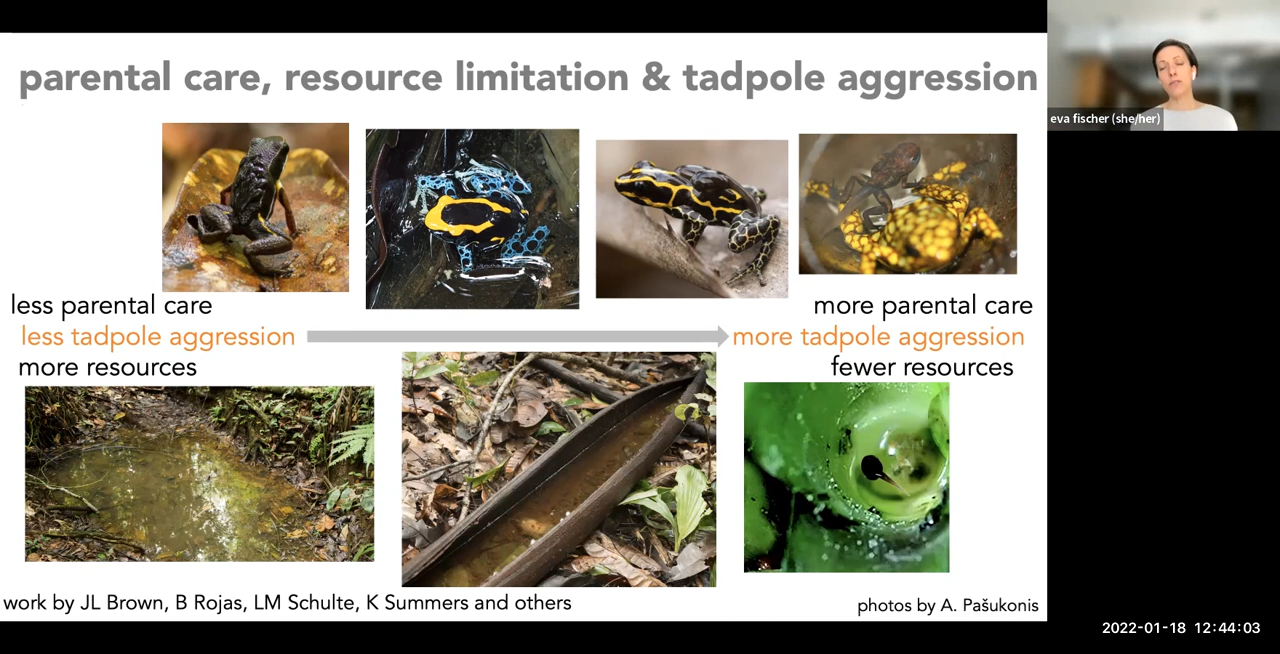 parental care, resource limitation & tadpole aggression
eva fischer (she/her)
less parental care
more parental care
less tadpole aggression
more tadpole aggression
more resources
fewer resources
work by JL Brown, B Rojas, LM Schulte, K Summers and others
photos by A. Pašukonis
2022-01-18 12:44:03